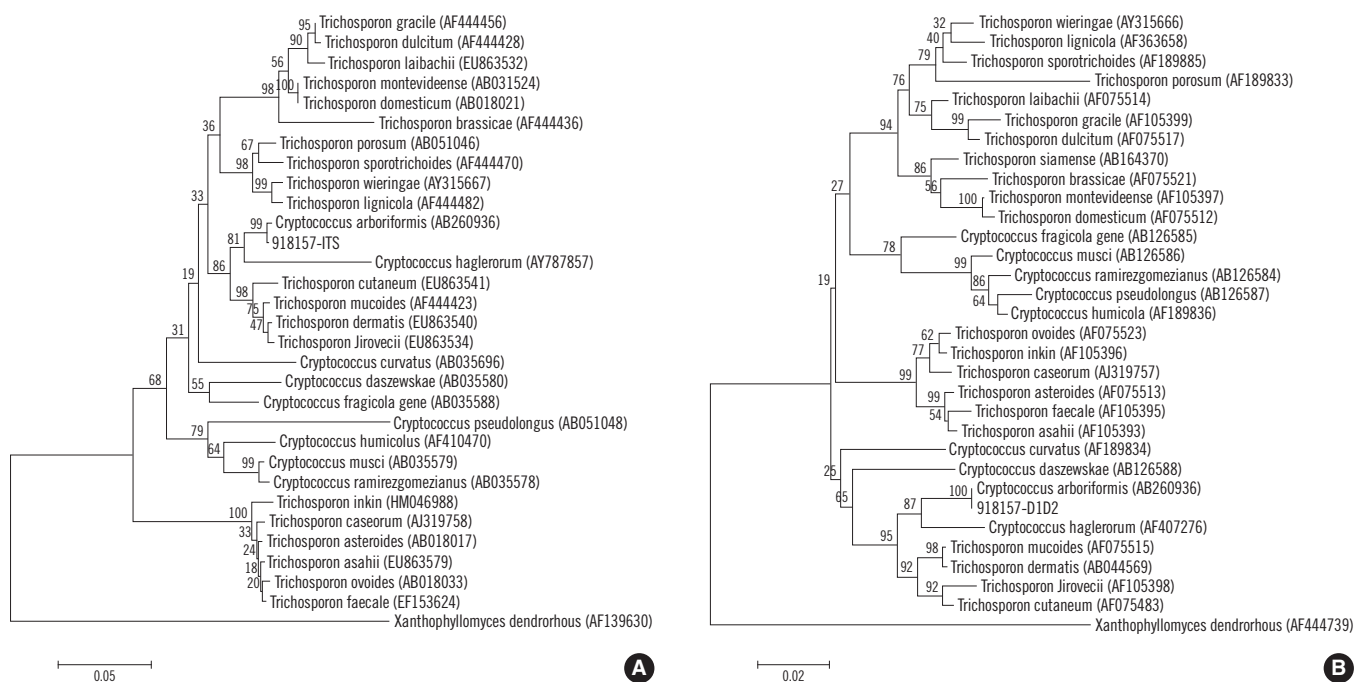 95
Trichosporon gracile (AF444456)
90
Trichosporon dulcitum (AF444428)
56
Trichosporon laibachii (EU863532)
100
Trichosporon montevideense (AB031524)
98
Trichosporon domesticum (AB018021)
Trichosporon brassicae (AF444436)
36
67
Trichosporon porosum (AB051046)
98
Trichosporon sporotrichoides (AF444470)
99
Trichosporon wieringae (AY315667)
33
Trichosporon lignicola (AF444482)
99
Cryptococcus arboriformis (AB260936)
81
918157-ITS
Cryptococcus haglerorum (AY787857)
86
19
98
Trichosporon cutaneum (EU863541)
75
Trichosporon mucoides (AF444423)
47
Trichosporon dermatis (EU863540)
31
Trichosporon Jirovecii (EU863534)
Cryptococcus curvatus (AB035696)
68
55
Cryptococcus daszewskae (AB035580)
Cryptococcus fragicola gene (AB035588)
79
Cryptococcus pseudolongus (AB051048)
64
Cryptococcus humicolus (AF410470)
99
Cryptococcus musci (AB035579)
Cryptococcus ramirezgomezianus (AB035578)
100
Trichosporon inkin (HM046988)
33
Trichosporon caseorum (AJ319758)
24
Trichosporon asteroides (AB018017)
18
Trichosporon asahii (EU863579)
20
Trichosporon ovoides (AB018033)
Trichosporon faecale (EF153624)
Xanthophyllomyces dendrorhous (AF139630)
0.05
A
32
Trichosporon wieringae (AY315666)
40
Trichosporon lignicola (AF363658)
79
Trichosporon sporotrichoides (AF189885)
76
Trichosporon porosum (AF189833)
75
Trichosporon laibachii (AF075514)
99
Trichosporon gracile (AF105399)
94
Trichosporon dulcitum (AF075517)
86
Trichosporon siamense (AB164370)
56
Trichosporon brassicae (AF075521)
27
100
Trichosporon montevideense (AF105397)
Trichosporon domesticum (AF075512)
78
Cryptococcus fragicola gene (AB126585)
99
Cryptococcus musci (AB126586)
86
Cryptococcus ramirezgomezianus (AB126584)
19
64
Cryptococcus pseudolongus (AB126587)
Cryptococcus humicola (AF189836)
62
Trichosporon ovoides (AF075523)
77
Trichosporon inkin (AF105396)
99
Trichosporon caseorum (AJ319757)
99
Trichosporon asteroides (AF075513)
54
Trichosporon faecale (AF105395)
Trichosporon asahii (AF105393)
25
Cryptococcus curvatus (AF189834)
65
Cryptococcus daszewskae (AB126588)
100
Cryptococcus arboriformis (AB260936)
87
918157-D1D2
Cryptococcus haglerorum (AF407276)
95
98
Trichosporon mucoides (AF075515)
92
Trichosporon dermatis (AB044569)
92
Trichosporon Jirovecii (AF105398)
Trichosporon cutaneum (AF075483)
Xanthophyllomyces dendrorhous (AF444739)
0.02
B